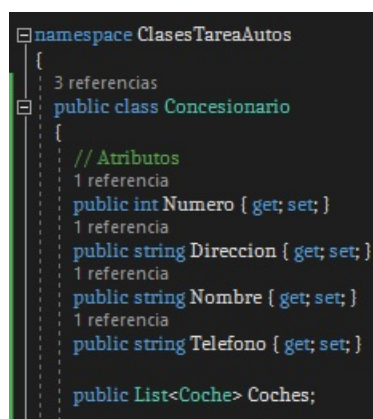 namespace ClasesTareaAutos
{
3 referencias
public class Concesionario
{
// Atributos
1 referencia
public int Numero { get; set; }
1 referencia
public string Direccion { get; set; }
1 referencia
public string Nombre { get; set; }
1 referencia
public string Telefono { get; set; }
public List<Coche> Coches;